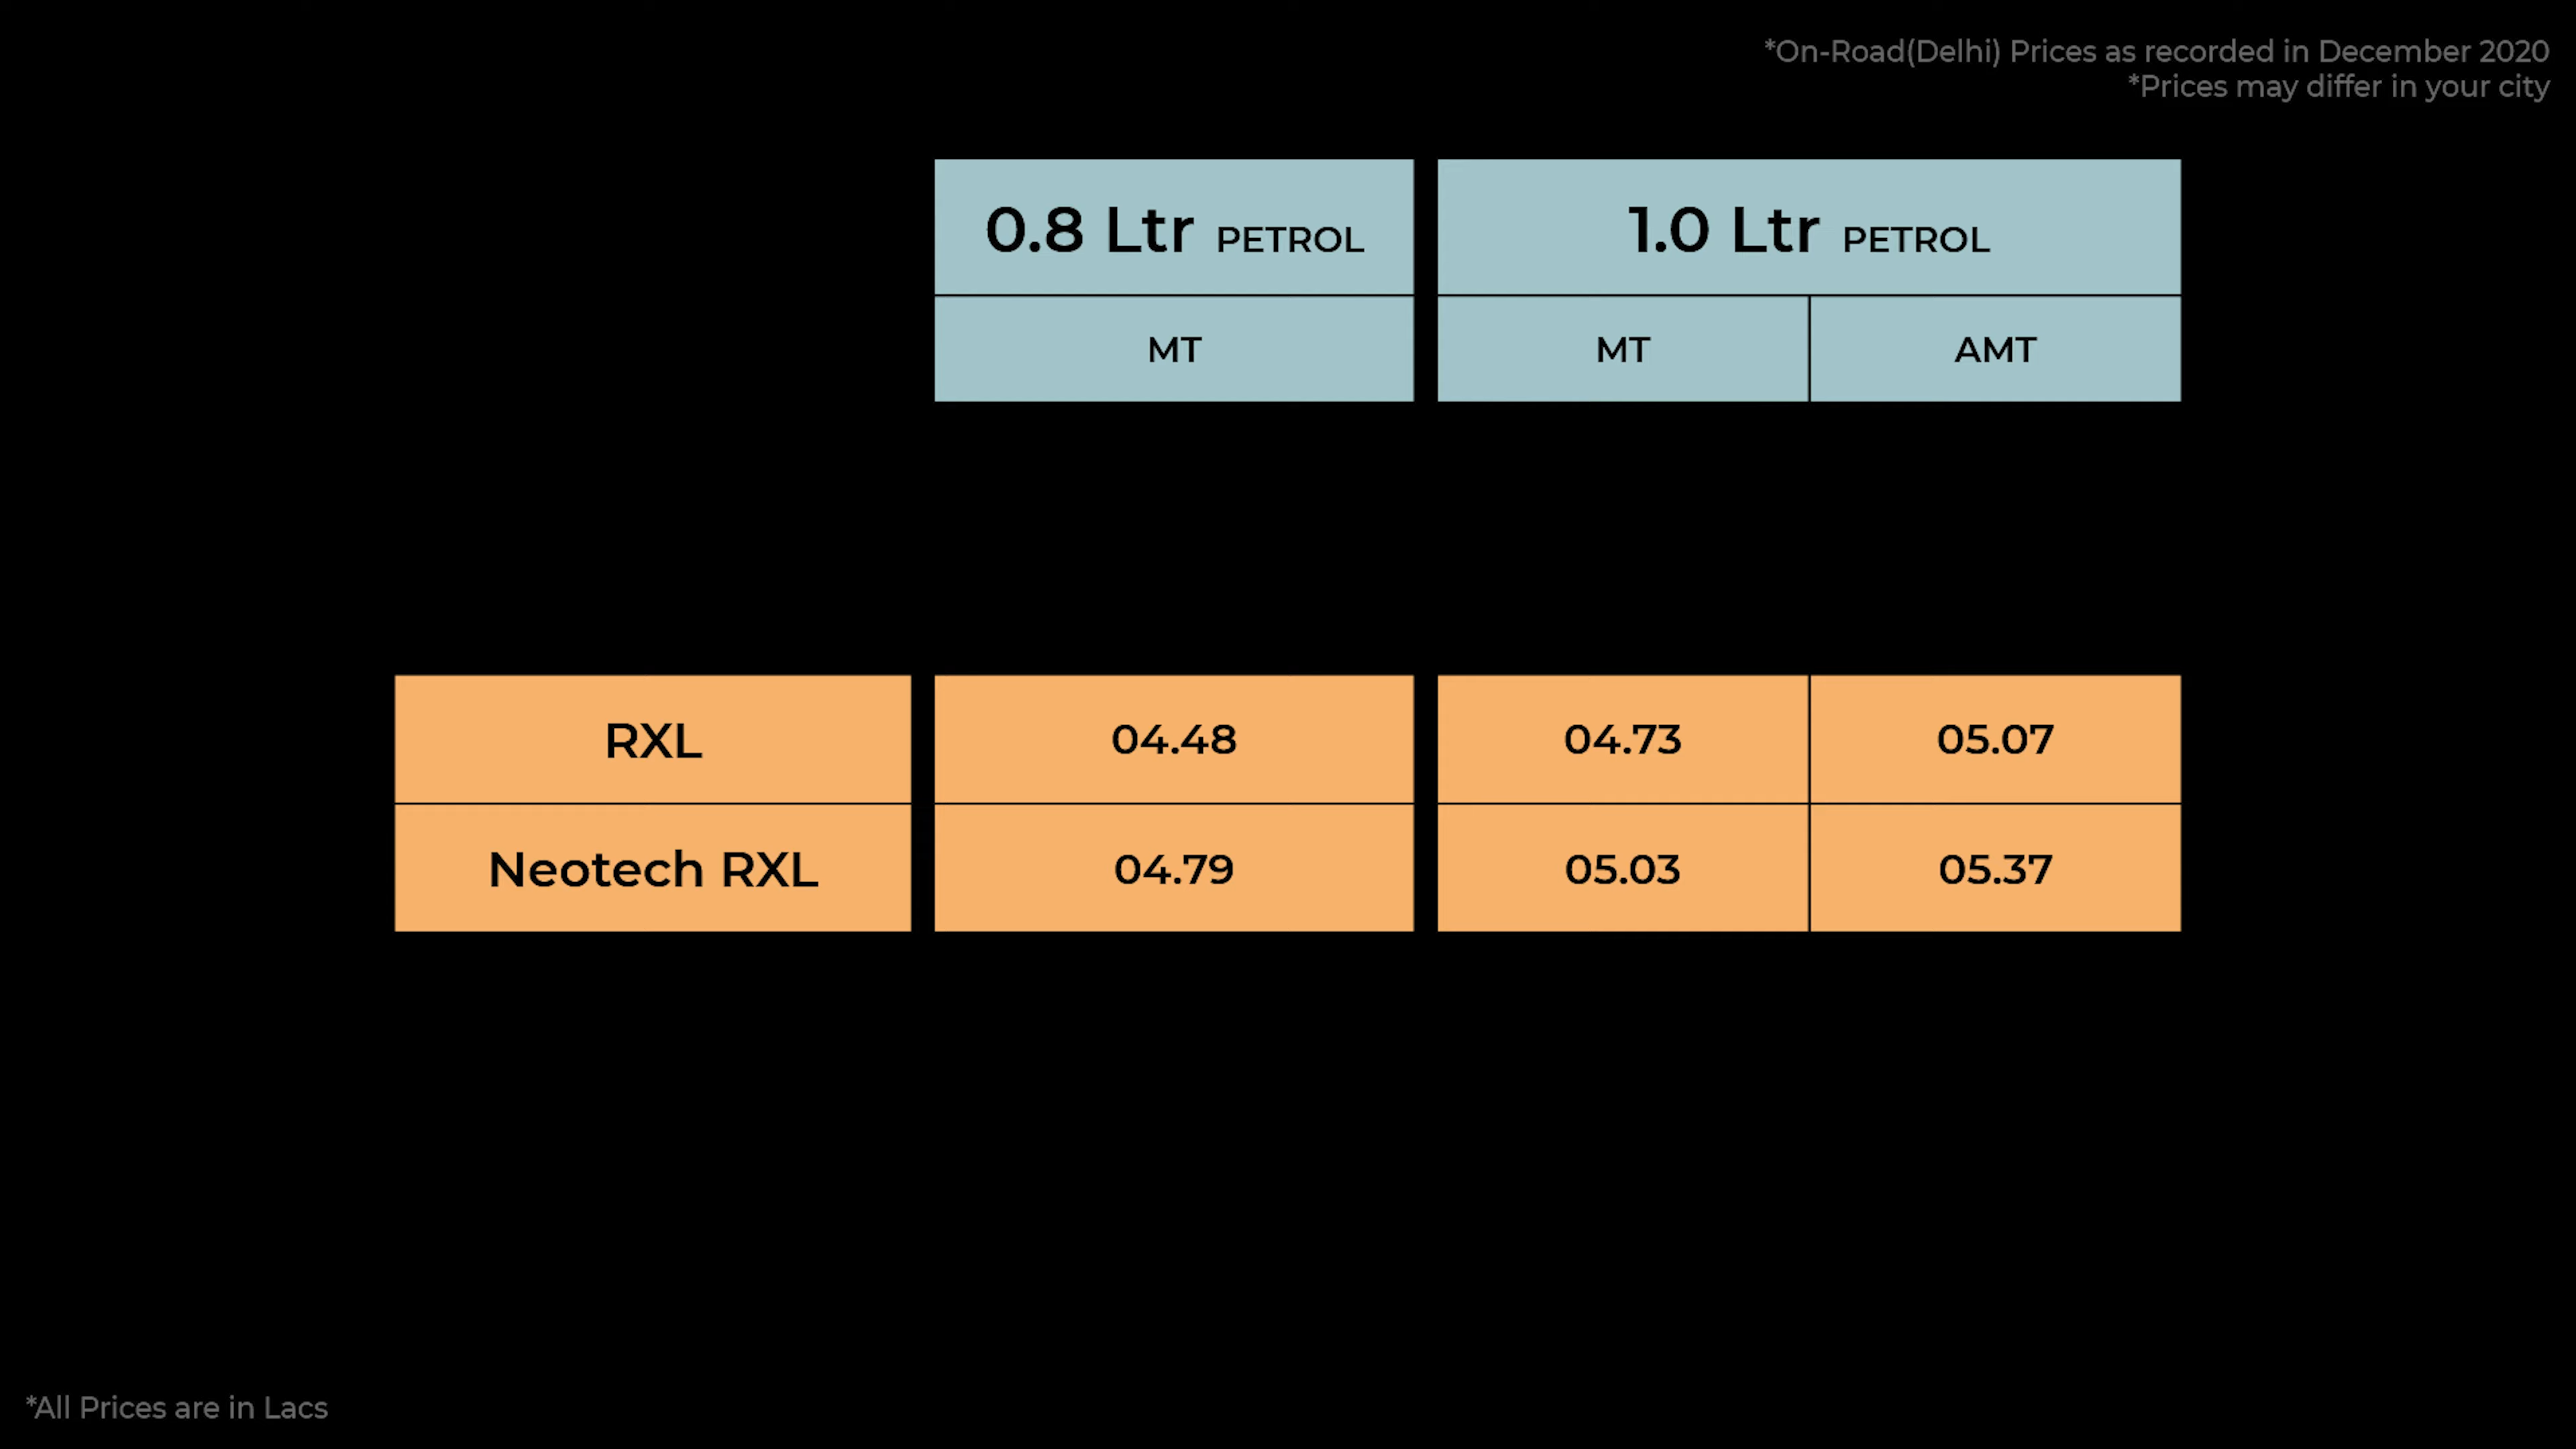 *On-Road(Delhi) Prices as recorded in December 2020
*Prices may differ in your city
0.8 Ltr PETROL 1.0 Ltr PETROL
MT MT AMT
RXL 04.48 04.73 05.07
Neotech RXL 04.79 05.03 05.37
*All Prices are in Lacs